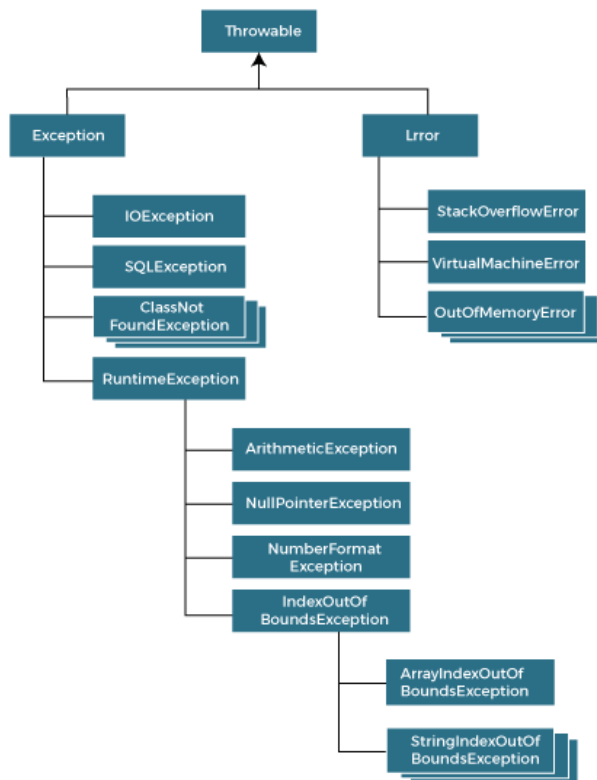 Throwable
Exception
Lrror
IOException
StackOverflowError
SQLException
VirtualMachineError
ClassNot
FoundException
OutOfMemoryError
RuntimeException
ArithmeticException
NullPointerException
NumberFormat
Exception
IndexOutOf
BoundsException
ArrayIndexOutOf
BoundsException
StringIndexOutOf
BoundsException